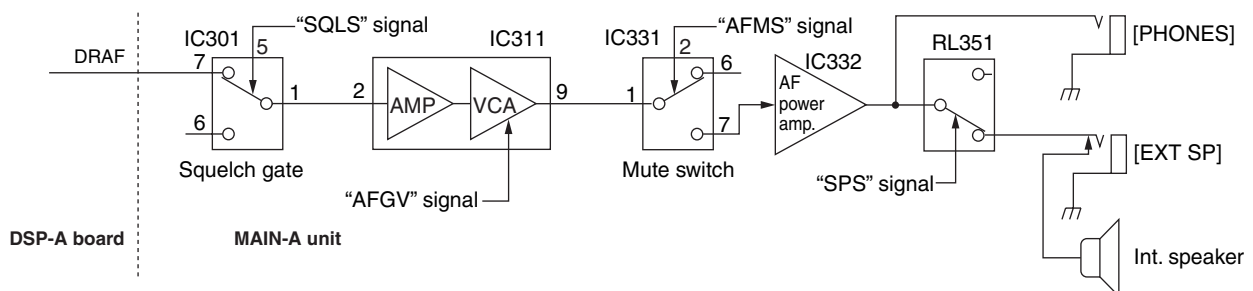 “SQLS” signal
“AFMS” signal
IC301
IC311
IC331
IC332
RL351
[PHONES]
DRAF
7
5
1
6
2
AMP
VCA
9
1
2
6
7
AF
power
amp.
Squelch gate
Mute switch
“AFGV” signal
“SPS” signal
[EXT SP]
DSP-A board
MAIN-A unit
Int. speaker